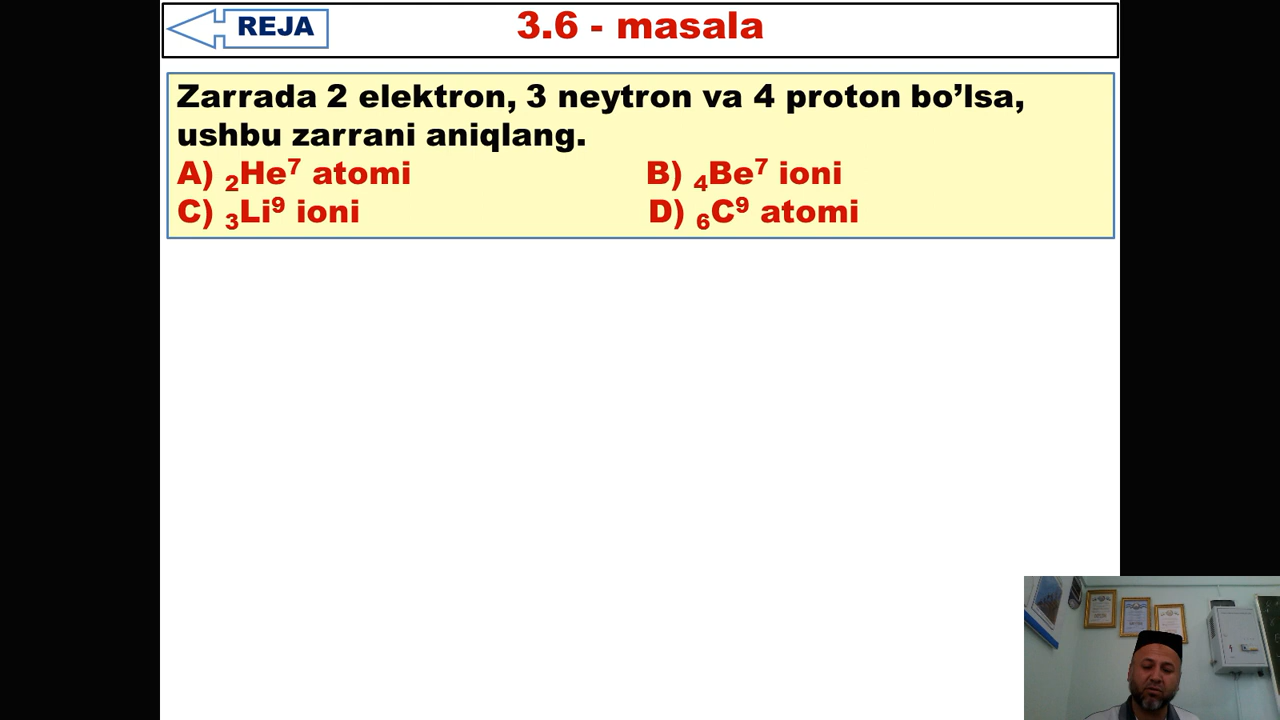 REJA
3.6 - masala
Zarrada 2 elektron, 3 neytron va 4 proton bo’lsa,
ushbu zarrani aniqlang.
A) ₂He⁷ atomi B) ₄Be⁷ ioni
C) ₃Li⁹ ioni D) ₆C⁹ atomi